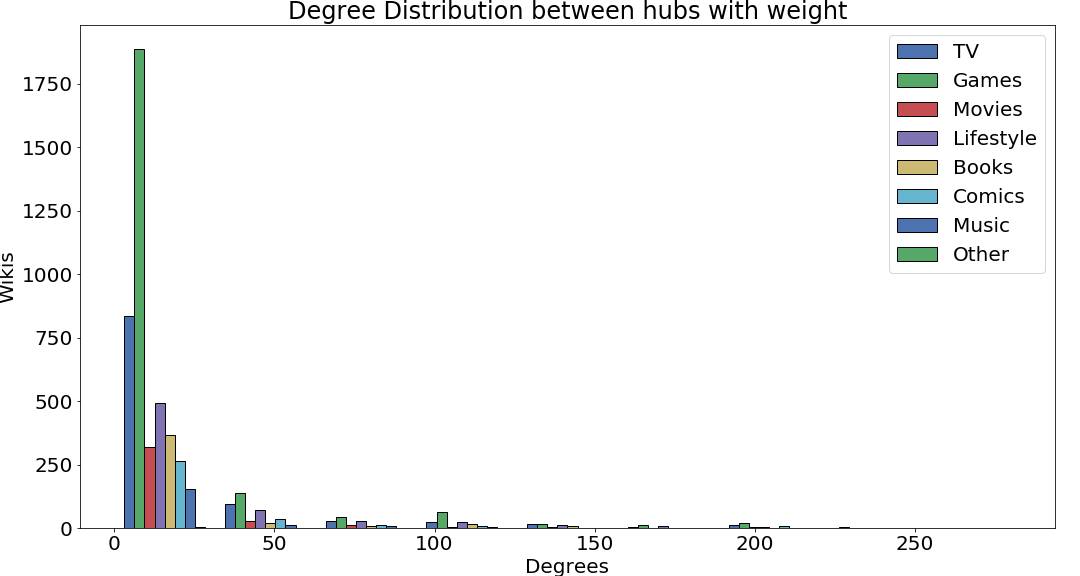 Degree Distribution between hubs with weight
TV
Games
Movies
Lifestyle
Books
Comics
Music
Other
1750
1500
1250
1000
750
500
250
0
Wikis
0 50 100 150 200 250
Degrees